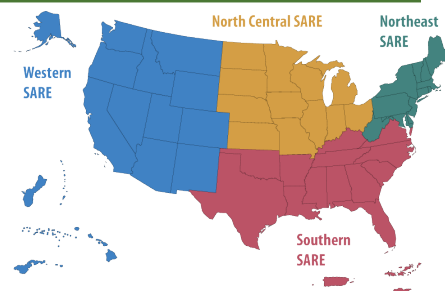 North Central SARE
Northeast
SARE
Western
SARE
Southern
SARE